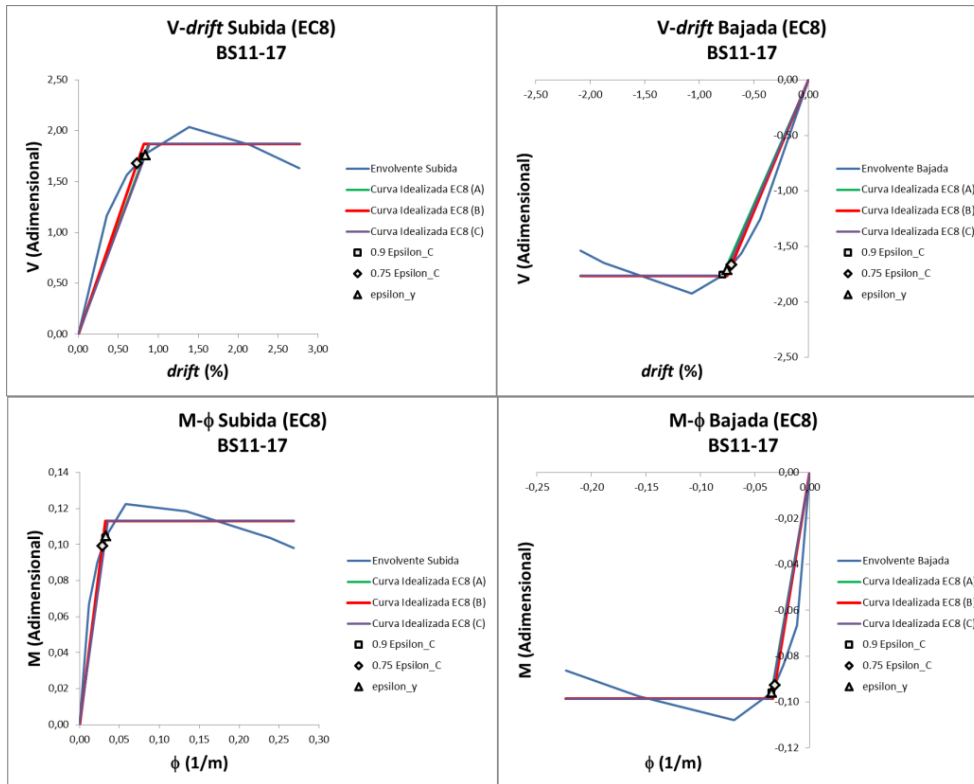 V-drift Subida (EC8)
BS11-17
2,50
2,00
1,50
1,00
0,50
0,00
0,00 0,50 1,00 1,50 2,00 2,50 3,00
V (Adimensional)
drift (%)
Envolvente Subida
Curva Idealizada EC8 (A)
Curva Idealizada EC8 (B)
Curva Idealizada EC8 (C)
0.9 Epsilon_C
0.75 Epsilon_C
epsilon_y
V-drift Bajada (EC8)
BS11-17
-2,50 -2,00 -1,50 -1,00 -0,50 0,00
0,00
-0,50
-1,00
-1,50
-2,00
-2,50
V (Adimensional)
drift (%)
Envolvente Bajada
Curva Idealizada EC8 (A)
Curva Idealizada EC8 (B)
Curva Idealizada EC8 (C)
0.9 Epsilon_C
0.75 Epsilon_C
epsilon_y
M-ϕ Subida (EC8)
BS11-17
0,14
0,12
0,10
0,08
0,06
0,04
0,02
0,00
0,00 0,05 0,10 0,15 0,20 0,25 0,30
M (Adimensional)
ϕ (1/m)
Envolvente Subida
Curva Idealizada EC8 (A)
Curva Idealizada EC8 (B)
Curva Idealizada EC8 (C)
0.9 Epsilon_C
0.75 Epsilon_C
epsilon_y
M-ϕ Bajada (EC8)
BS11-17
-0,25 -0,20 -0,15 -0,10 -0,05 0,00
0,00
-0,02
-0,04
-0,06
-0,08
-0,10
-0,12
M (Adimensional)
ϕ (1/m)
Envolvente Bajada
Curva Idealizada EC8 (A)
Curva Idealizada EC8 (B)
Curva Idealizada EC8 (C)
0.9 Epsilon_C
0.75 Epsilon_C
epsilon_y